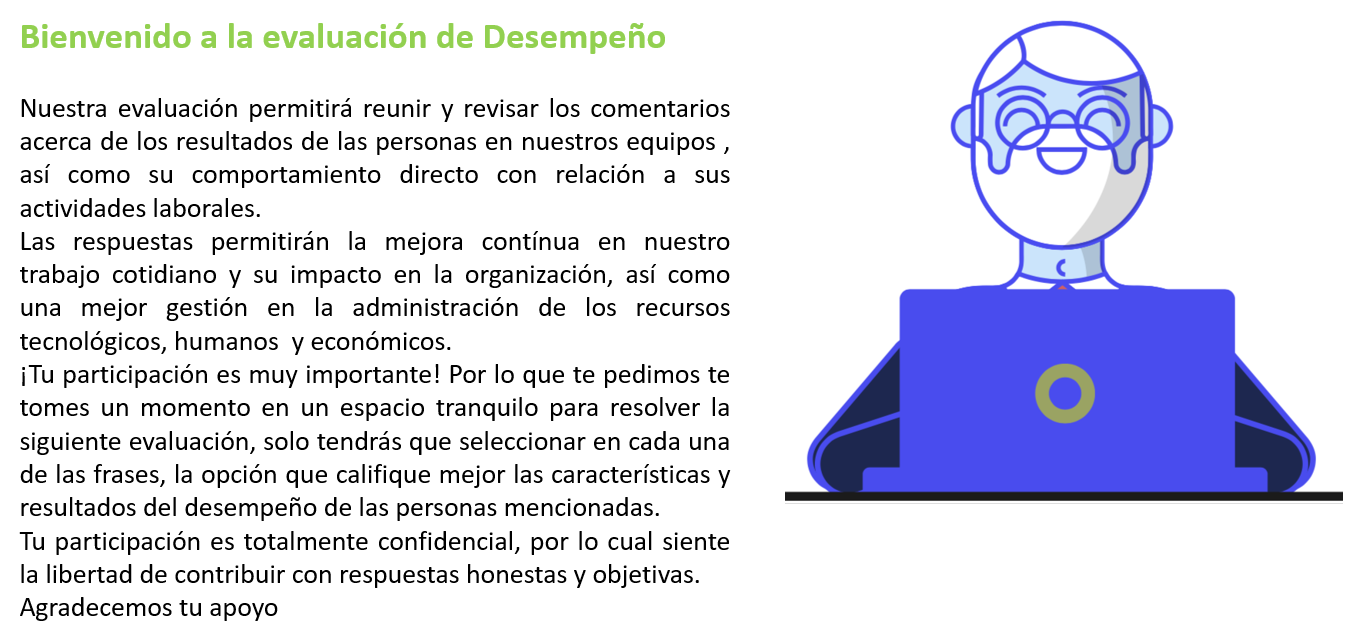 Bienvenido a la evaluación de Desempeño
Nuestra evaluación permitirá reunir y revisar los comentarios
acerca de los resultados de las personas en nuestros equipos ,
así como su comportamiento directo con relación a sus
actividades laborales.
Las respuestas permitirán la mejora contínua en nuestro
trabajo cotidiano y su impacto en la organización, así como
una mejor gestión en la administración de los recursos
tecnológicos, humanos  y económicos.
¡Tu participación es muy importante! Por lo que te pedimos te
tomes un momento en un espacio tranquilo para resolver la
siguiente evaluación, solo tendrás que seleccionar en cada una
de las frases, la opción que califique mejor las características y
resultados del desempeño de las personas mencionadas.
Tu participación es totalmente confidencial, por lo cual siente
la libertad de contribuir con respuestas honestas y objetivas.
Agradecemos tu apoyo